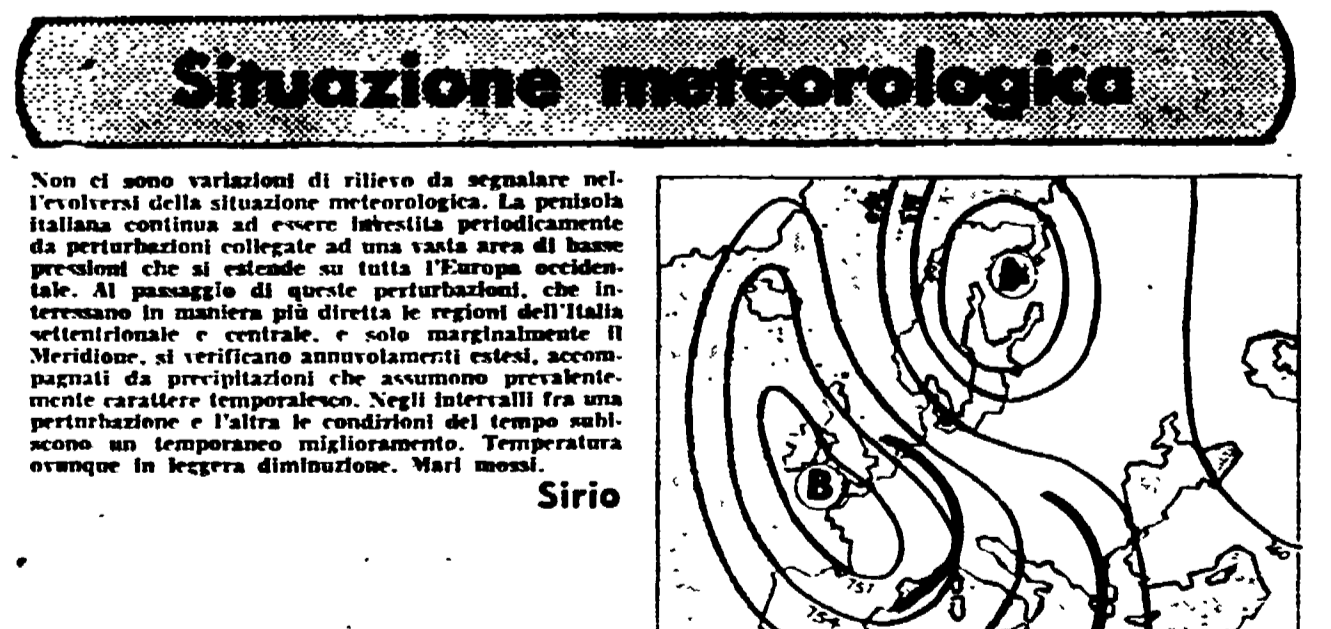 Situazione meteorologica
Non ci sono variazioni di rilievo da segnalare nel-
l'evolversi della situazione meteorologica. La penisola
italiana continua ad essere investita periodicamente
da perturbazioni collegate ad una vasta area di basse
pressioni che si estende su tutta l'Europa occiden-
tale. Al passaggio di queste perturbazioni, che in-
teressano in maniera più diretta le regioni dell'Italia
settentrionale e centrale, e solo marginalmente il
Meridione, si verificano annuvolamenti estesi, accom-
pagnati da precipitazioni che assumono prevalente-
mente carattere temporalesco. Negli intervalli fra una
perturbazione e l'altra le condizioni del tempo subi-
scono un temporaneo miglioramento. Temperatura
ovunque in leggera diminuzione. Mari mossi.
Sirio
A
B
751
754